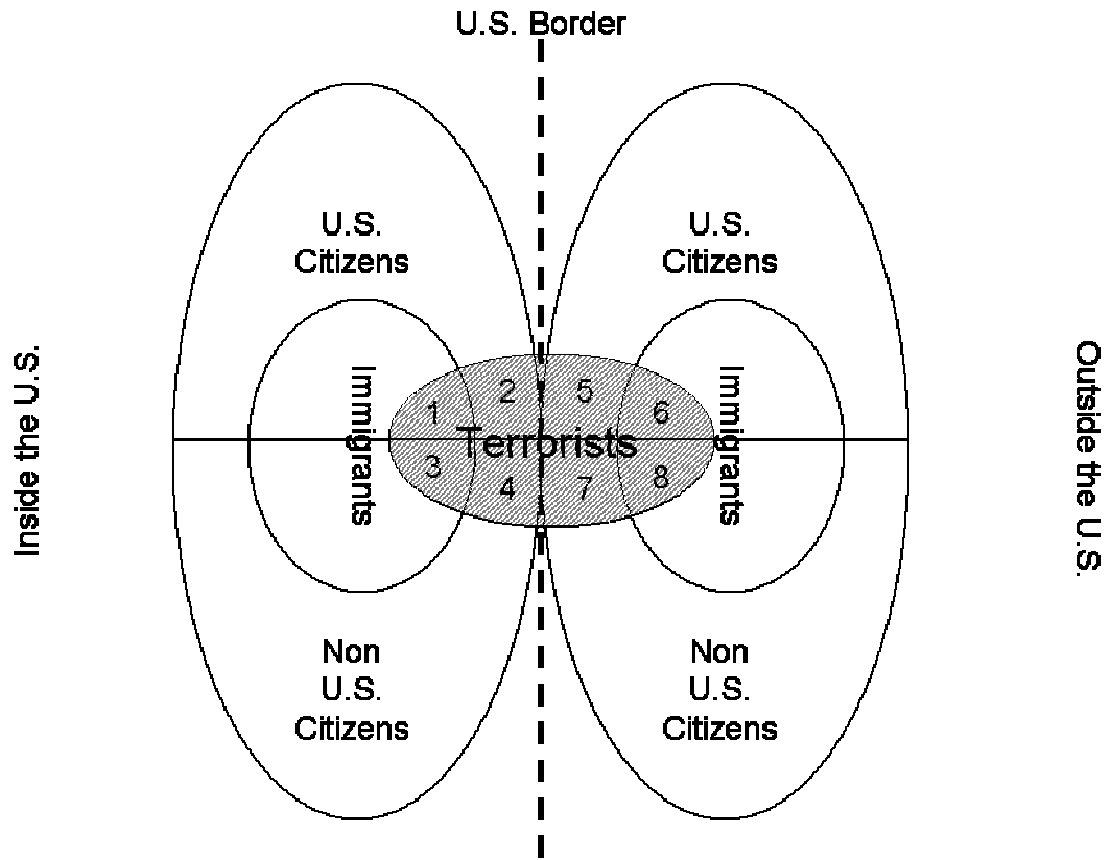 U.S. Border
U.S.
Citizens
U.S.
Citizens
Inside the U.S.
Outside the U.S.
Immigrants
Immigrants
1
2
5
6
Terrorists
3
4
7
8
Non
U.S.
Citizens
Non
U.S.
Citizens